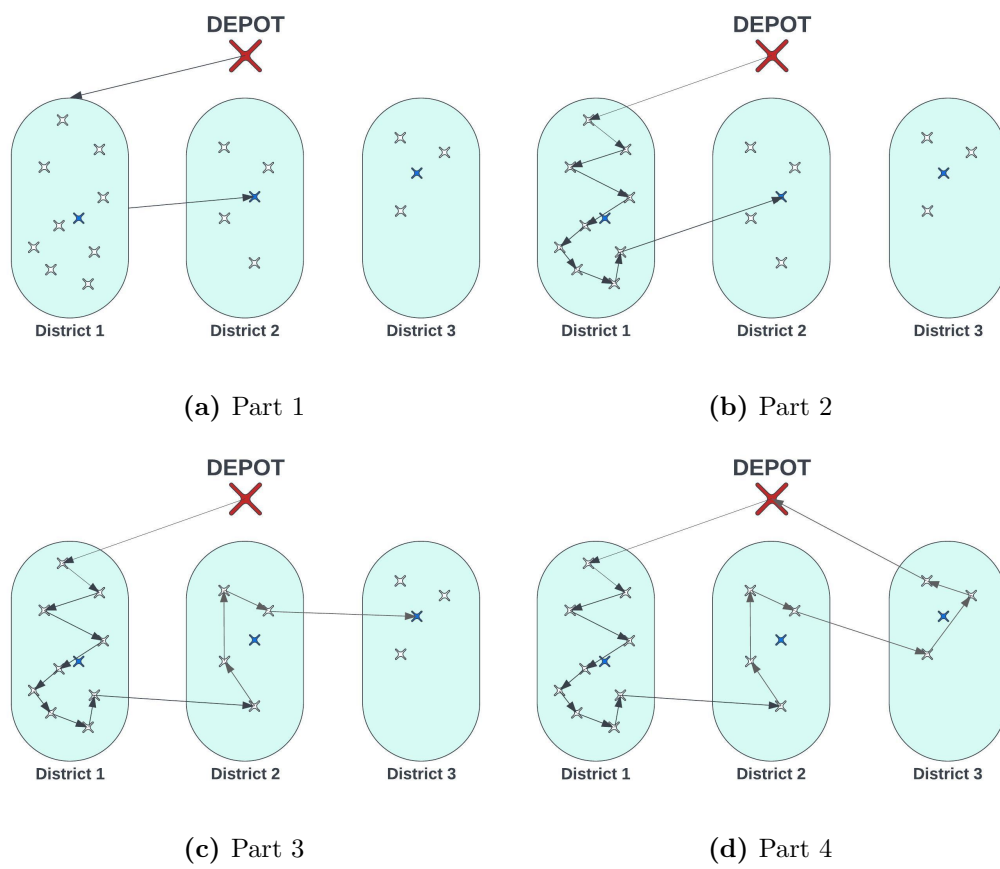 DEPOT
District 1
District 2
District 3
(a) Part 1
DEPOT
District 1
District 2
District 3
(b) Part 2
DEPOT
District 1
District 2
District 3
(c) Part 3
DEPOT
District 1
District 2
District 3
(d) Part 4